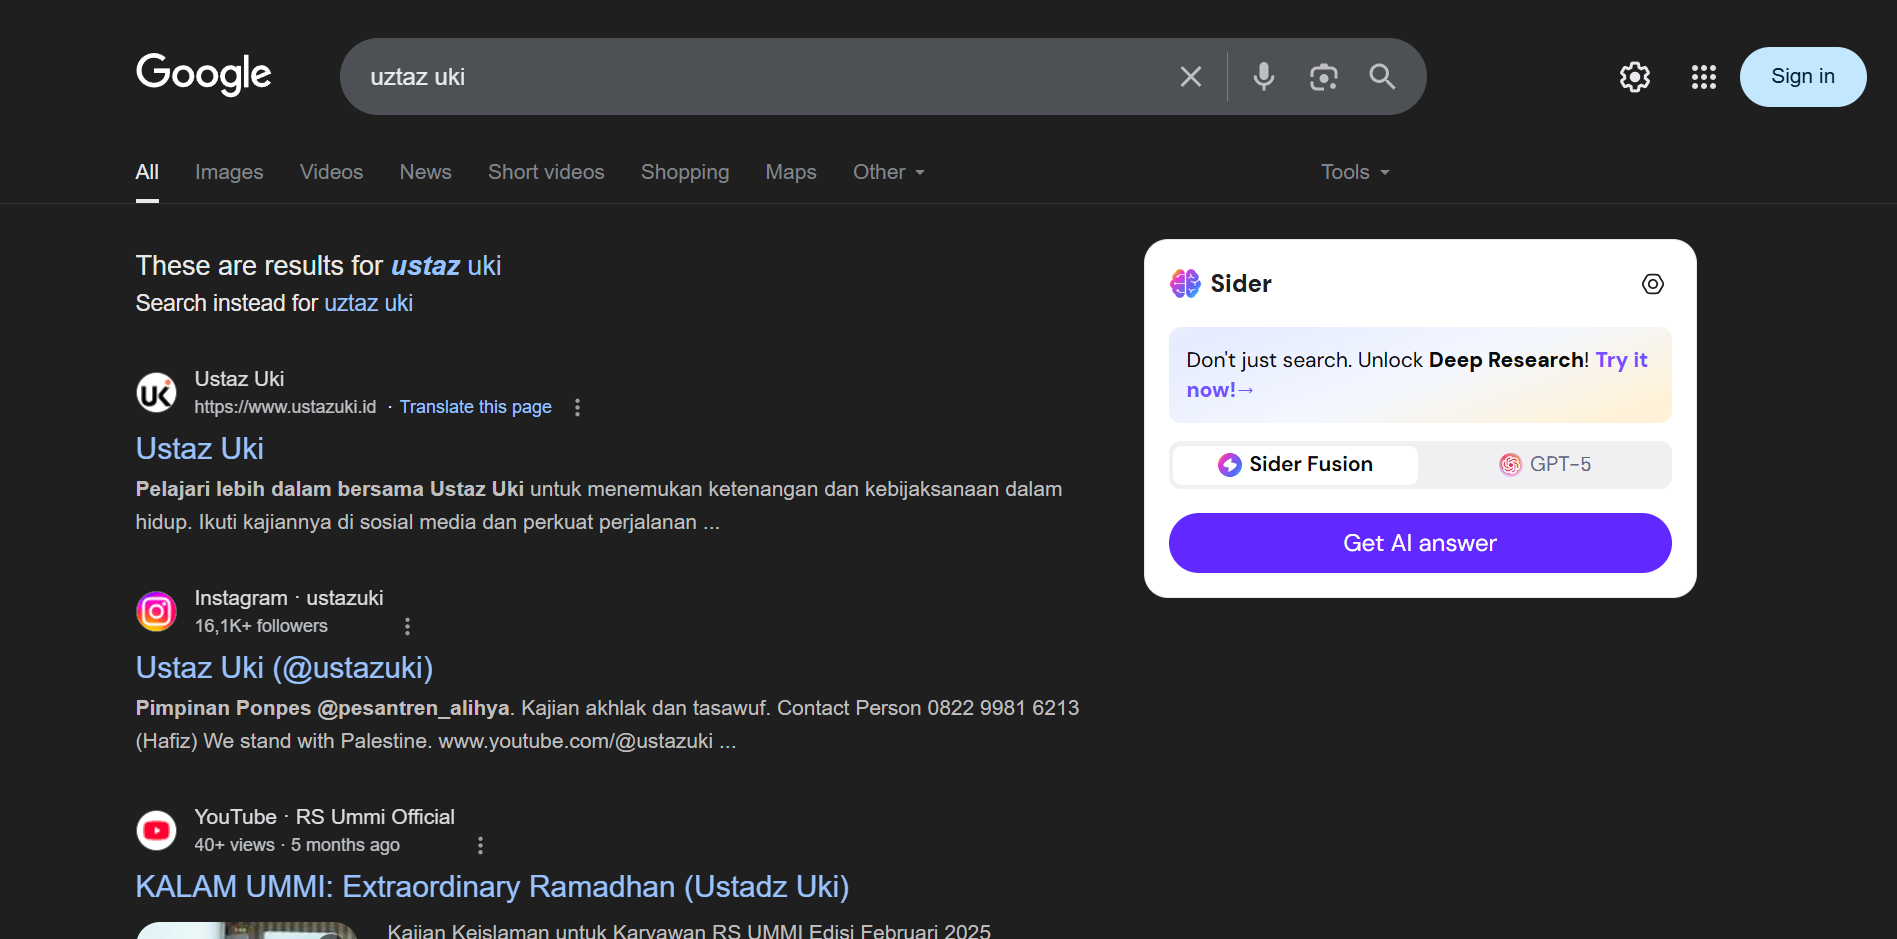 Google
uztaz uki
Sign in
All
Images
Videos
News
Short videos
Shopping
Maps
Other
Tools
These are results for ustaz uki
Search instead for uztaz uki
Ustaz Uki
https://www.ustazuki.id · Translate this page
Ustaz Uki
Pelajari lebih dalam bersama Ustaz Uki untuk menemukan ketenangan dan kebijaksanaan dalam
hidup. Ikuti kajiannya di sosial media dan perkuat perjalanan ...
Instagram · ustazuki
16,1K+ followers
Ustaz Uki (@ustazuki)
Pimpinan Ponpes @pesantren_alihya. Kajian akhlak dan tasawuf. Contact Person 0822 9981 6213
(Hafiz) We stand with Palestine. www.youtube.com/@ustazuki ...
YouTube · RS Ummi Official
40+ views · 5 months ago
KALAM UMMI: Extraordinary Ramadhan (Ustadz Uki)
Kajian Keislaman untuk Karyawan RS UMMI Edisi Februari 2025
Sider
Don't just search. Unlock Deep Research! Try it
now!→
Sider Fusion
GPT-5
Get AI answer